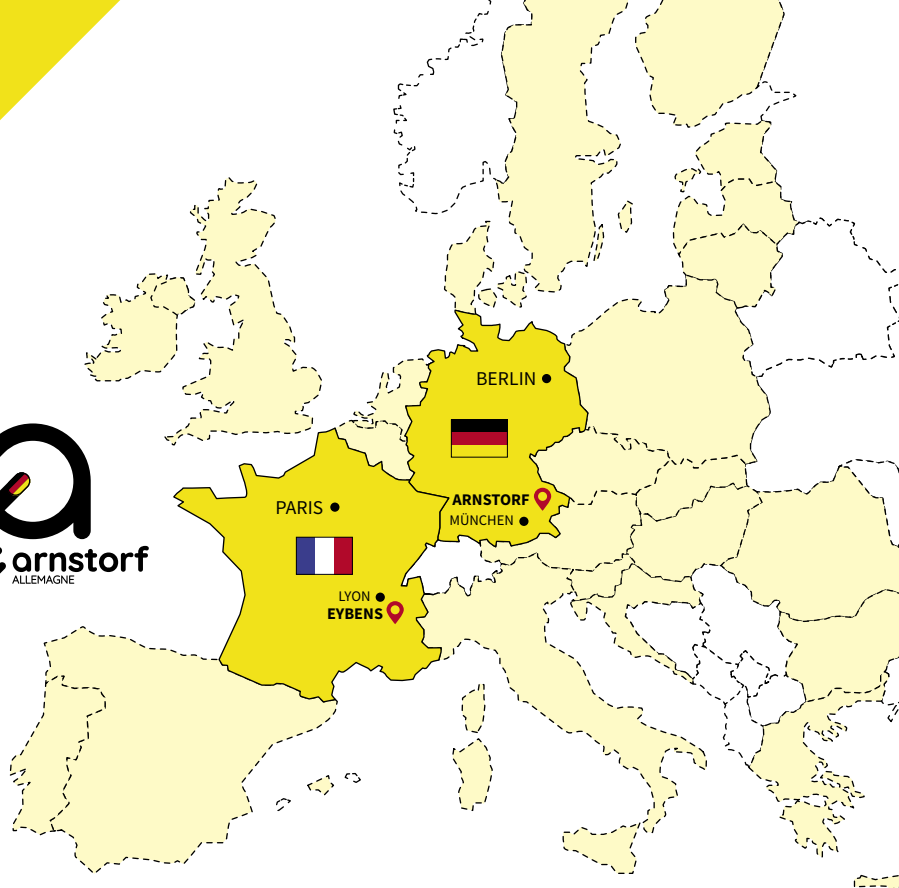 BERLIN
ARNSTORF
MÜNCHEN
PARIS
LYON
EYBENS
arnstorf
ALLEMAGNE